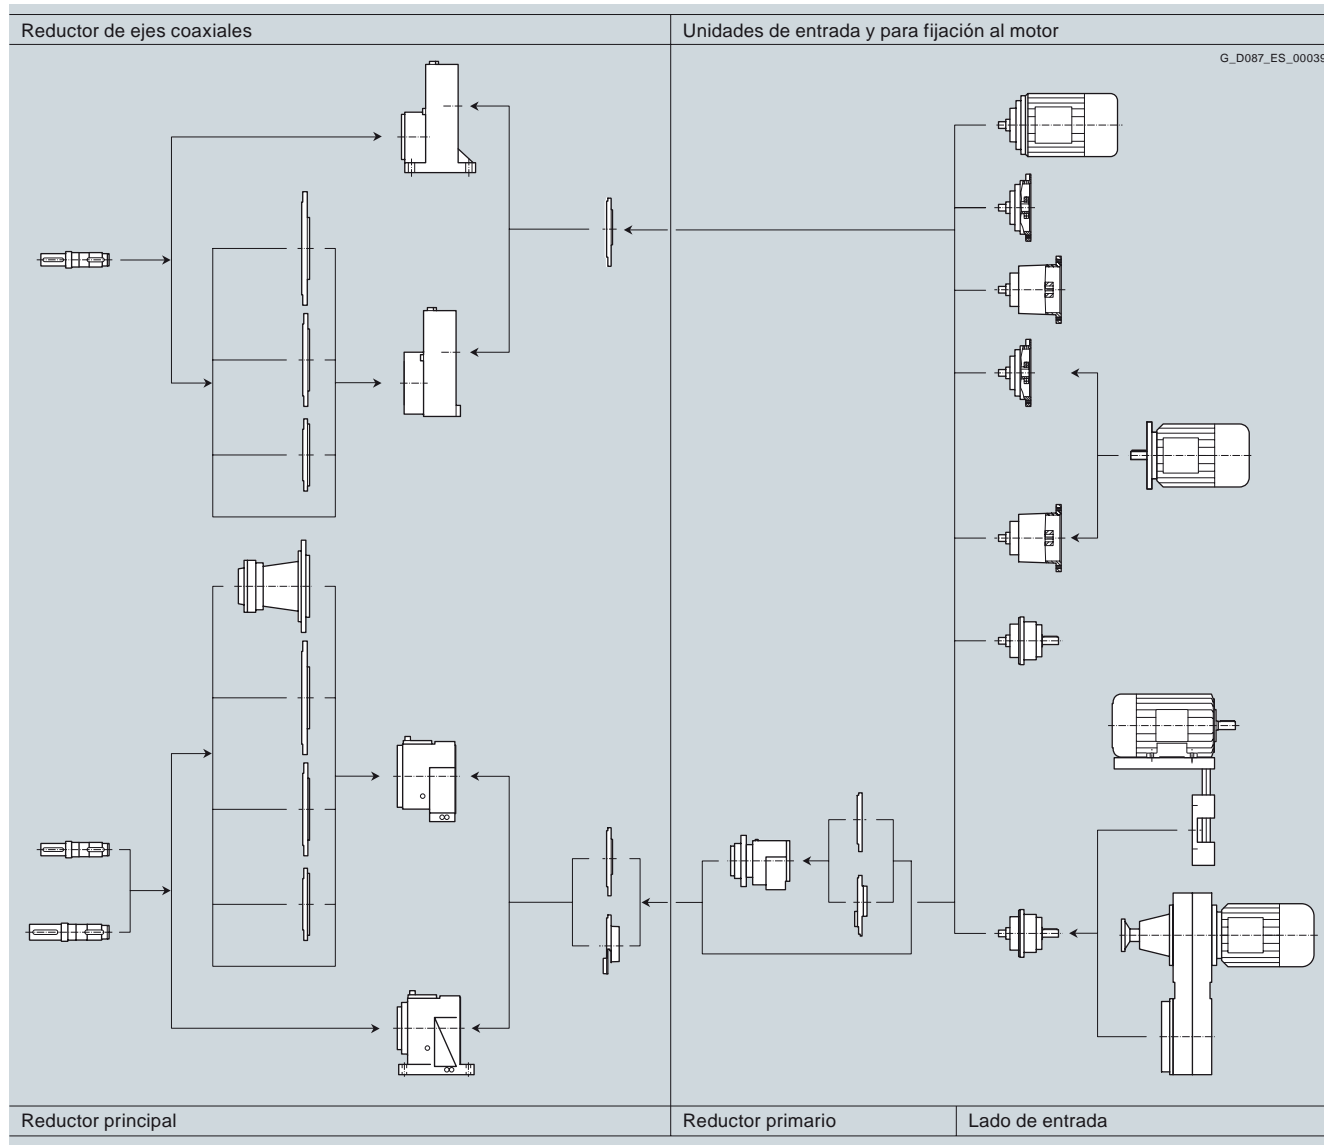 Reductor de ejes coaxiales
Unidades de entrada y para fijación al motor
G_D087_ES_00039
Reductor principal
Reductor primario
Lado de entrada